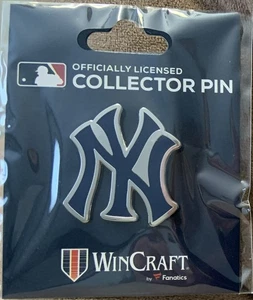 OFFICIALLY LICENSED
COLLECTOR PIN
NY
WINCRAFT
by Fanatics